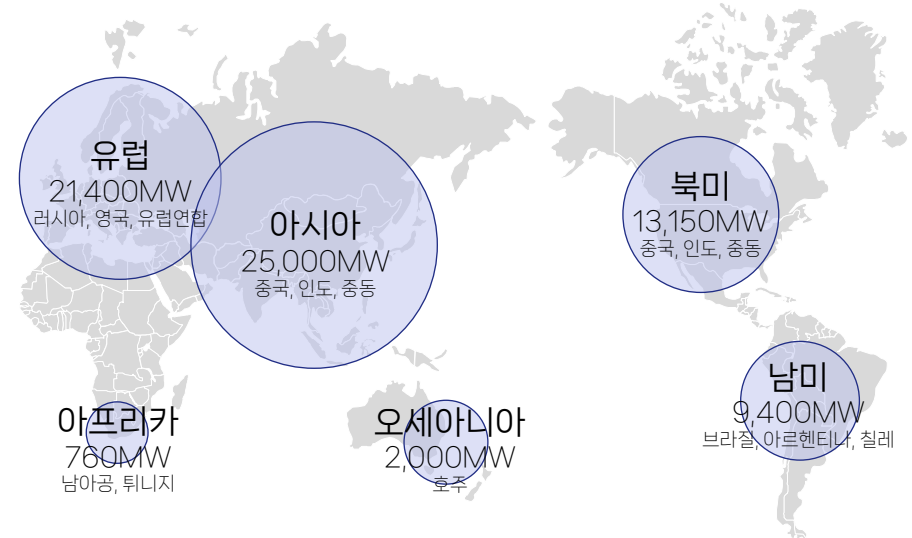 유럽
21,400MW
러시아, 영국, 유럽연합
아시아
25,000MW
중국, 인도, 중동
북미
13,150MW
중국, 인도, 중동
남미
9,400MW
브라질, 아르헨티나, 칠레
아프리카
760MW
남아공, 튀니지
오세아니아
2,000MW
호주